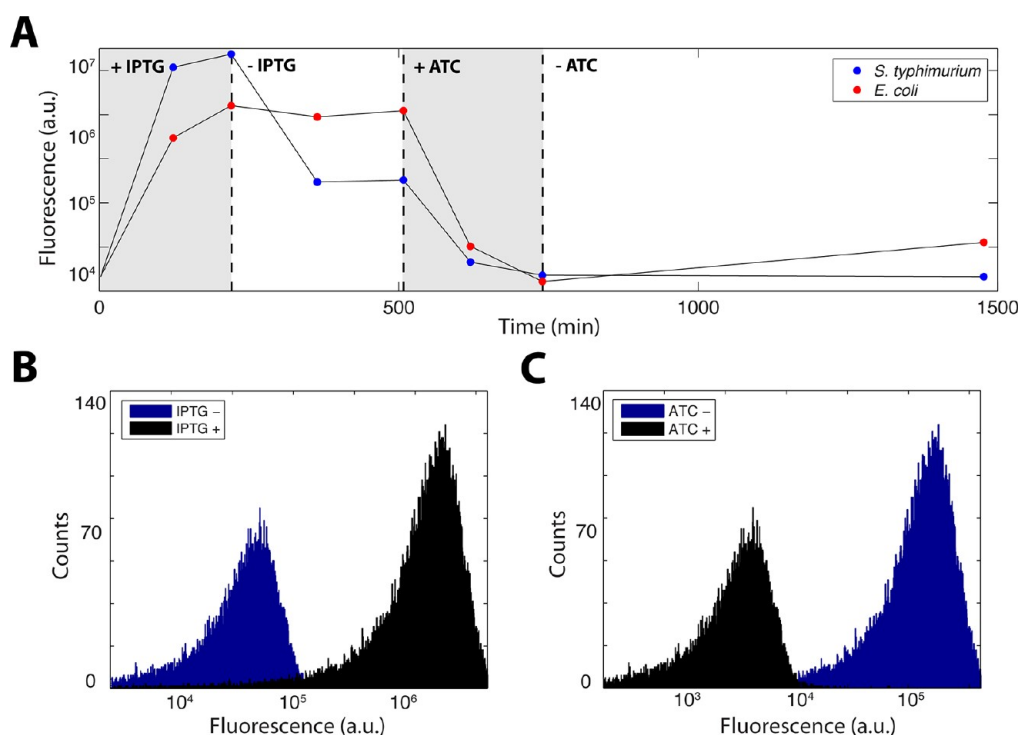 A
+ IPTG
- IPTG
+ ATC
- ATC
S. typhimurium
E. coli
Fluorescence (a.u.)
10⁷
10⁶
10⁵
10⁴
0
500
1000
1500
Time (min)
B
IPTG −
IPTG +
Counts
140
70
0
10⁴
10⁵
10⁶
Fluorescence (a.u.)
C
ATC −
ATC +
Counts
140
70
0
10³
10⁴
10⁵
Fluorescence (a.u.)